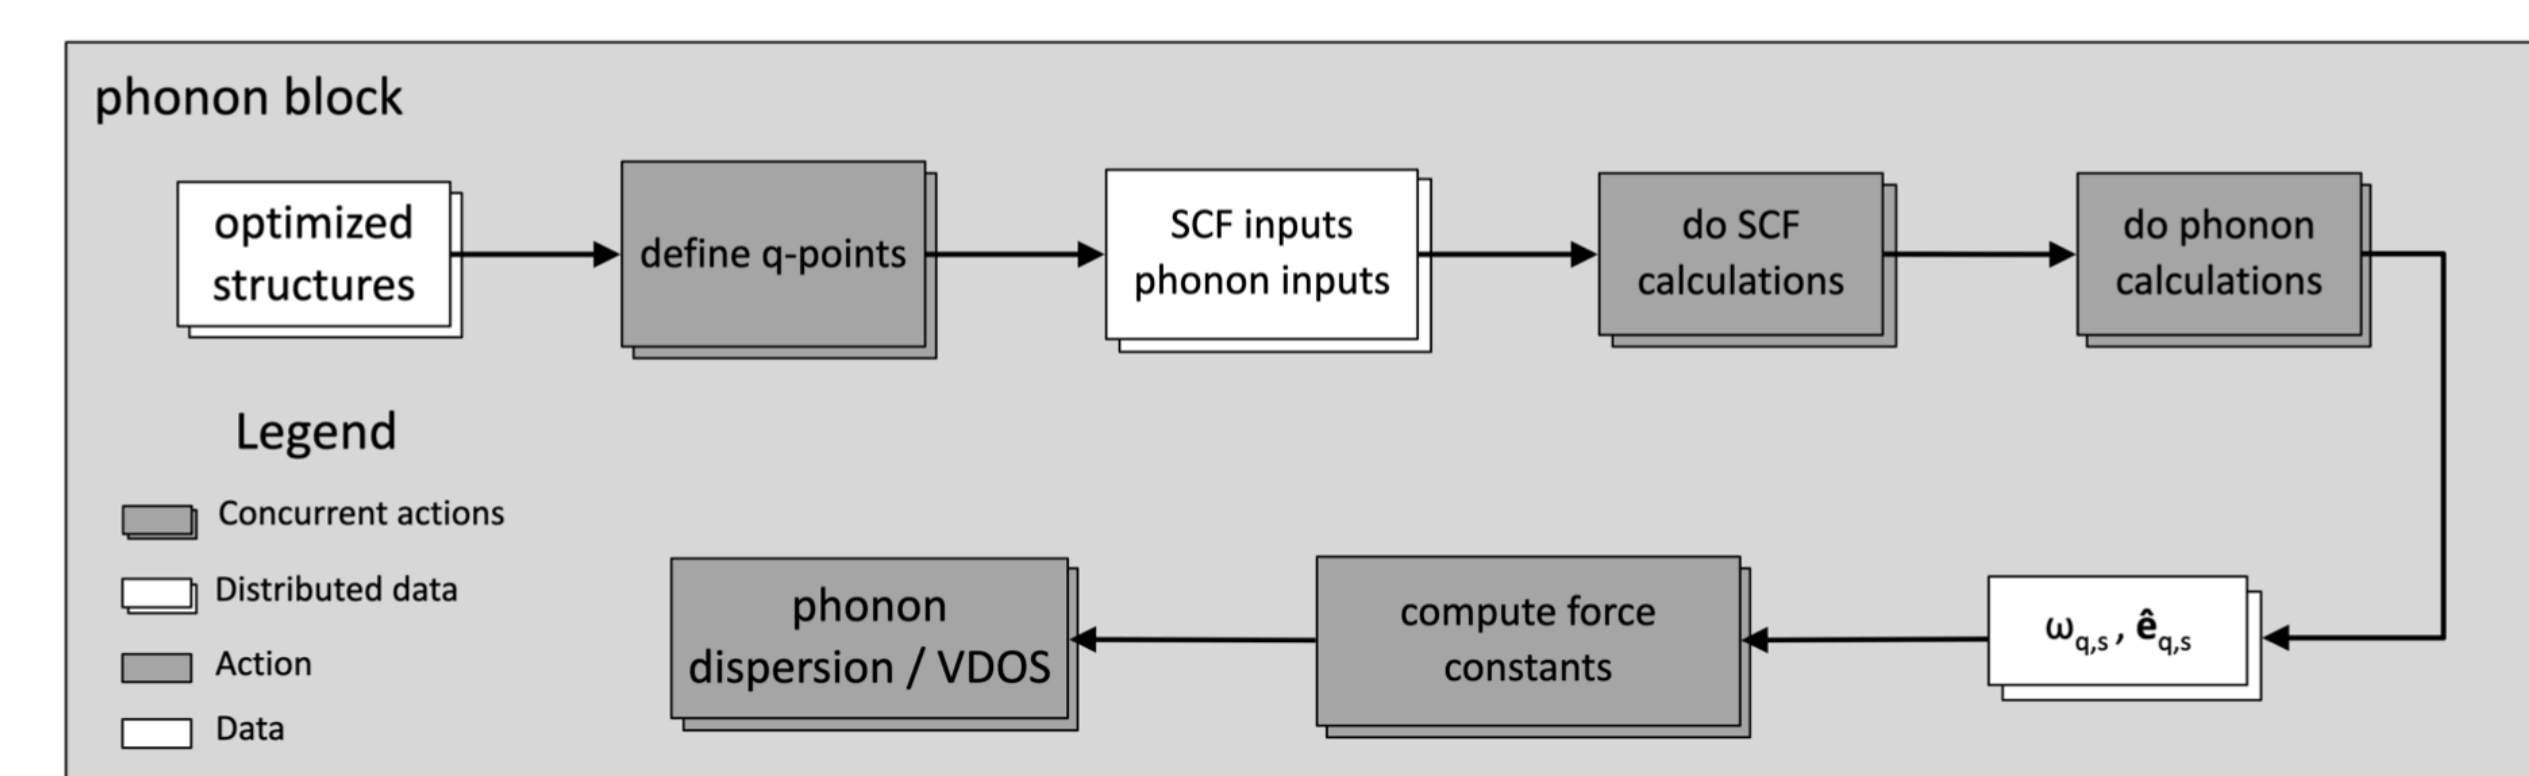 phonon block
optimized
structures
define q-points
SCF inputs
phonon inputs
do SCF
calculations
do phonon
calculations
Legend
Concurrent actions
Distributed data
Action
Data
phonon
dispersion / VDOS
compute force
constants
ωq,s , êq,s